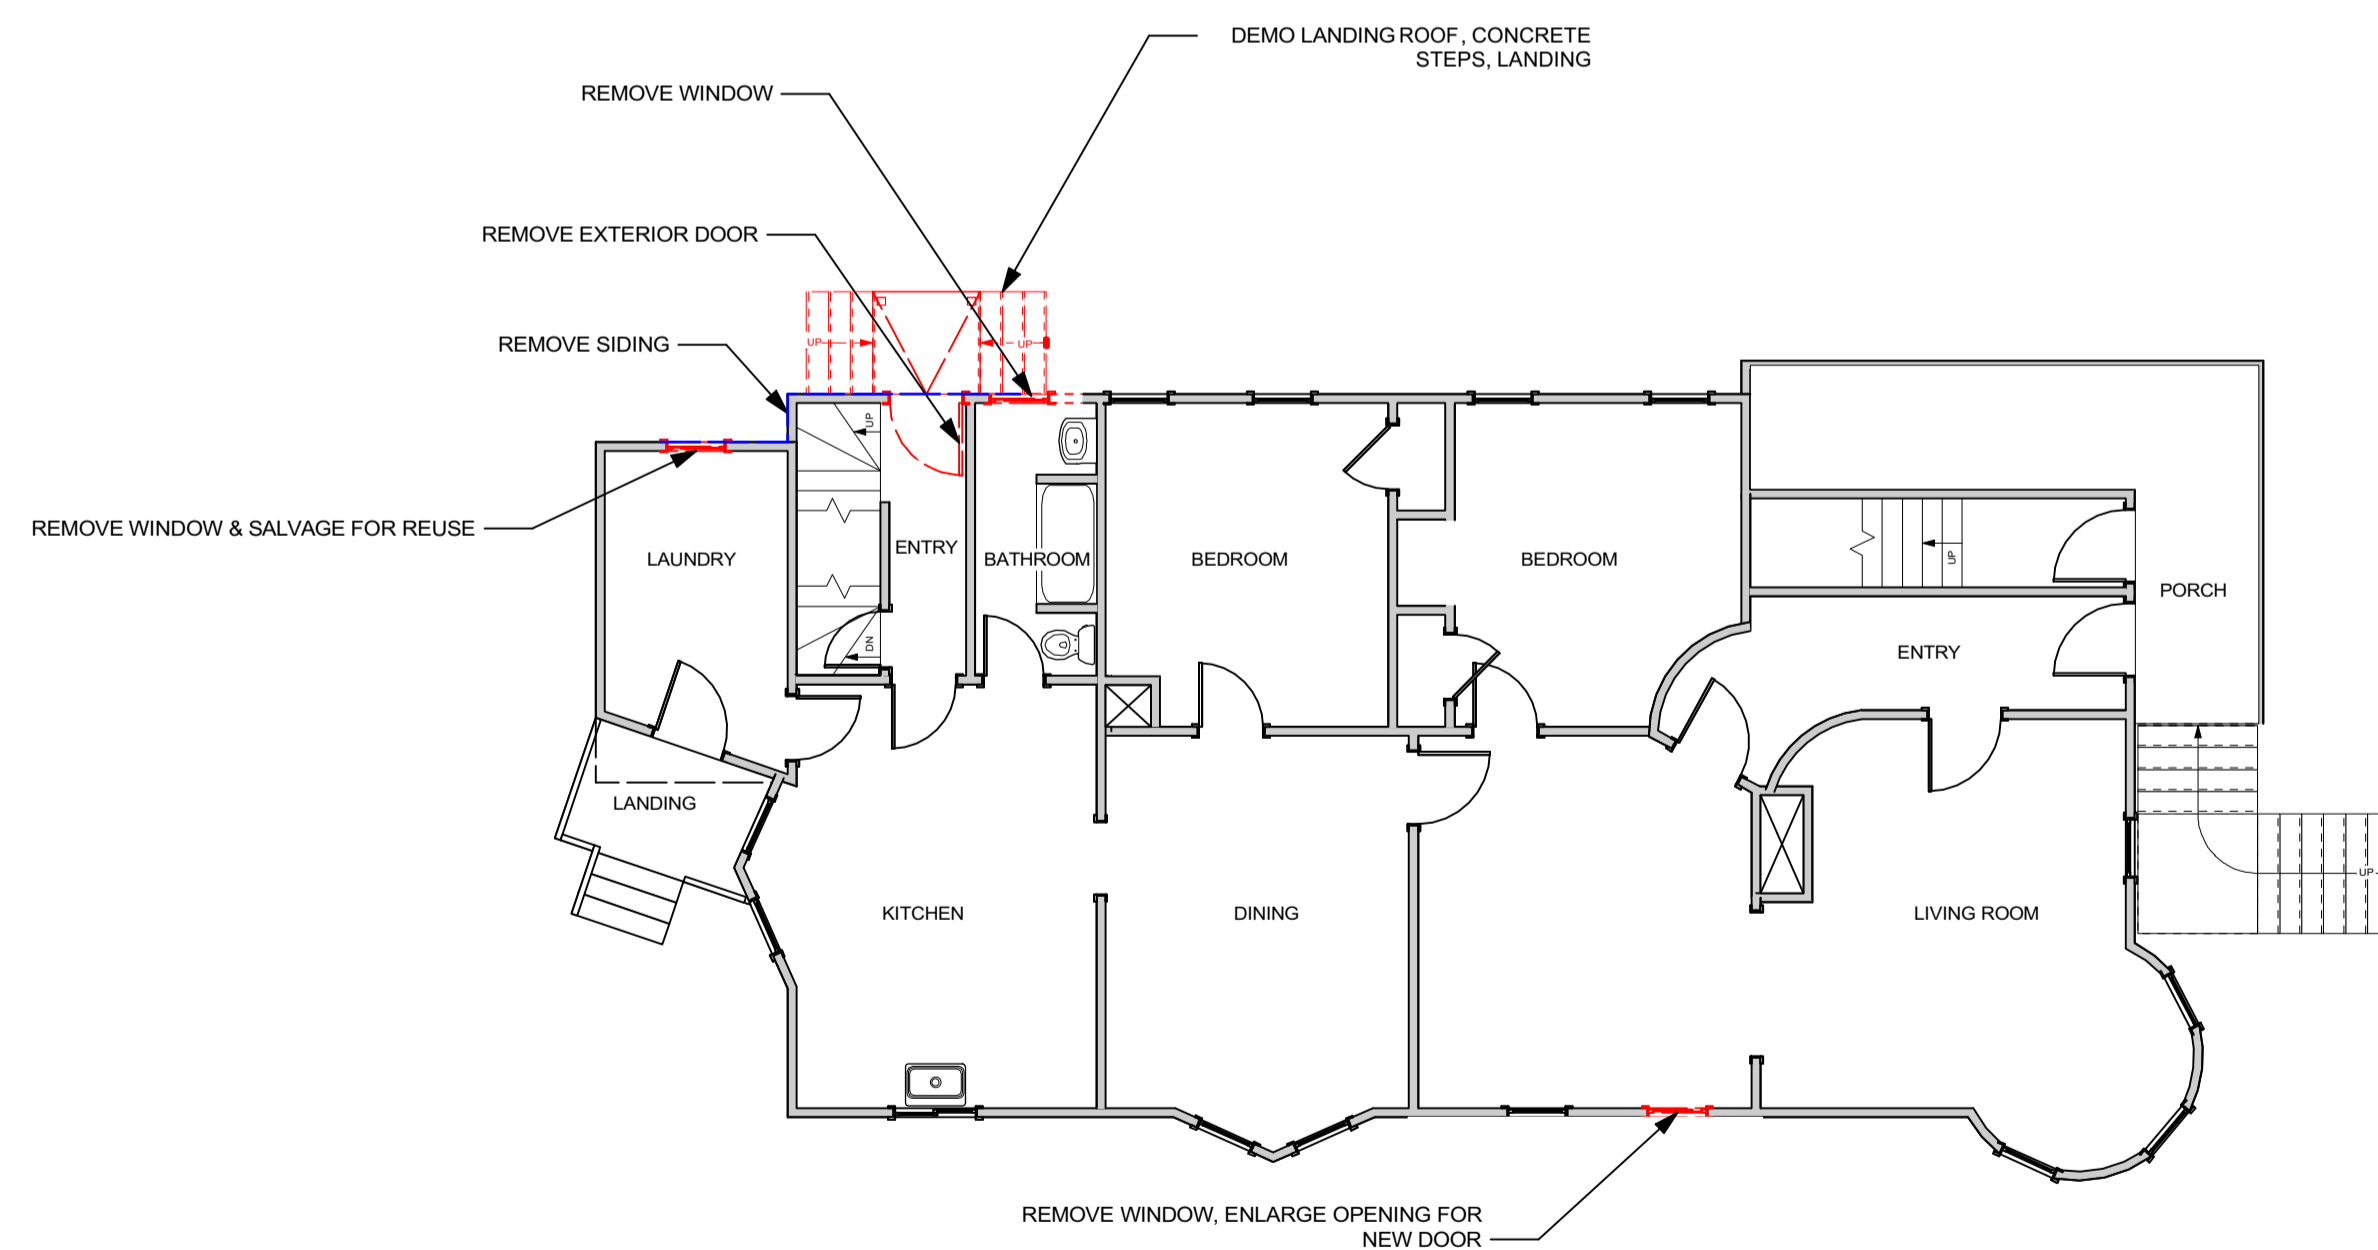 DEMO LANDING ROOF, CONCRETE
STEPS, LANDING
REMOVE WINDOW
REMOVE EXTERIOR DOOR
REMOVE SIDING
UP
UP
UP
REMOVE WINDOW & SALVAGE FOR REUSE
LAUNDRY
ENTRY
BATHROOM
BEDROOM
BEDROOM
UP
PORCH
DN
ENTRY
LANDING
UP
KITCHEN
DINING
LIVING ROOM
REMOVE WINDOW, ENLARGE OPENING FOR
NEW DOOR